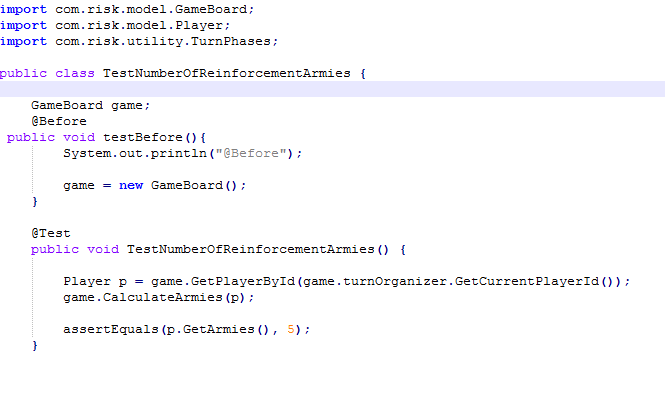 import com.risk.model.GameBoard;
import com.risk.model.Player;
import com.risk.utility.TurnPhases;
public class TestNumberOfReinforcementArmies {
GameBoard game;
@Before
public void testBefore(){
System.out.println("@Before");
game = new GameBoard();
}
@Test
public void TestNumberOfReinforcementArmies() {
Player p = game.GetPlayerById(game.turnOrganizer.GetCurrentPlayerId());
game.CalculateArmies(p);
assertEquals(p.GetArmies(), 5);
}